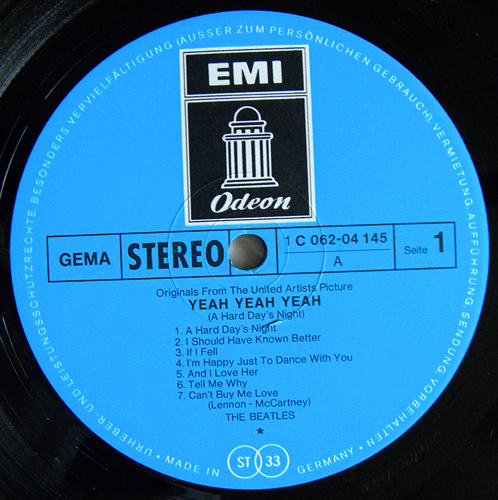 EMI
Odeon
GEMA
STEREO
1 C 062-04 145
A
Seite 1
Originals From The United Artists Picture
YEAH YEAH YEAH
(A Hard Day's Night)
1. A Hard Day's Night
2. I Should Have Known Better
3. If I Fell
4. I'm Happy Just To Dance With You
5. And I Love Her
6. Tell Me Why
7. Can't Buy Me Love
(Lennon - McCartney)
THE BEATLES
*
ST 33
URHEBER- UND LEISTUNGSSCHUTZRECHTE, BESONDERS VERVIELFÄLTIGUNG (AUSSER ZUM PERSÖNLICHEN GEBRAUCH), VERMIETUNG, AUFFÜHRUNG, SENDUNG, VORBEHALTEN · MADE IN GERMANY ·